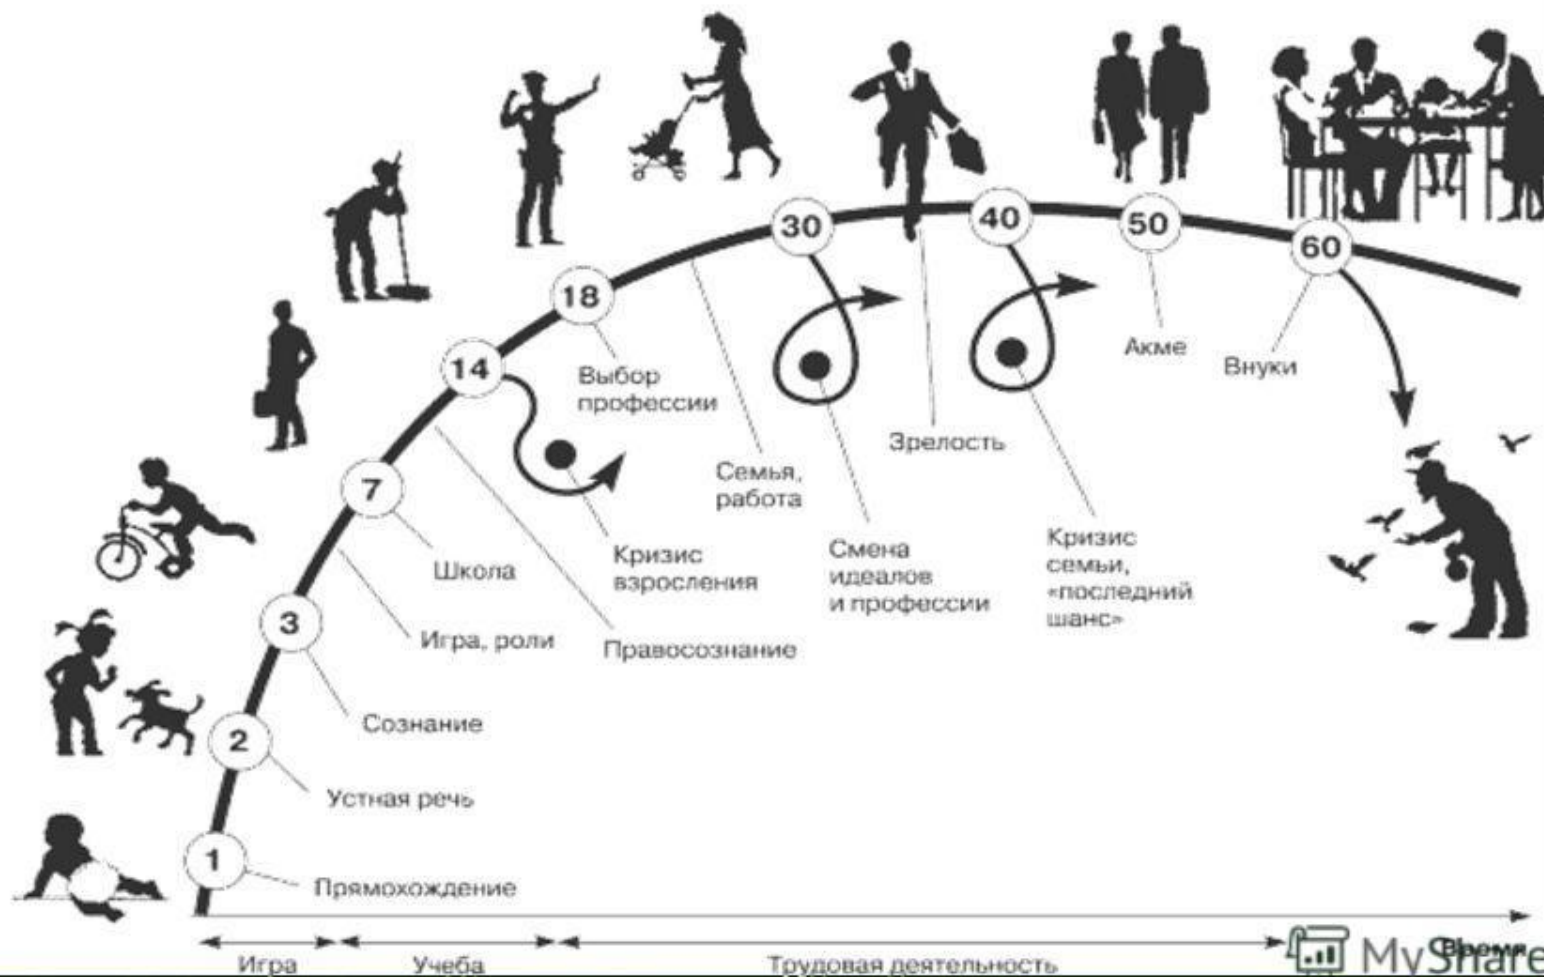 30
40
50
60
18
14
7
3
2
1
Выбор
профессии
Акме
Внуки
Зрелость
Семья,
работа
Школа
Кризис
взросления
Смена
идеалов
и профессии
Кризис
семьи,
«последний
шанс»
Игра, роли
Правосознание
Сознание
Устная речь
Прямохождение
Игра
Учеба
Трудовая деятельность
Время
MyShare